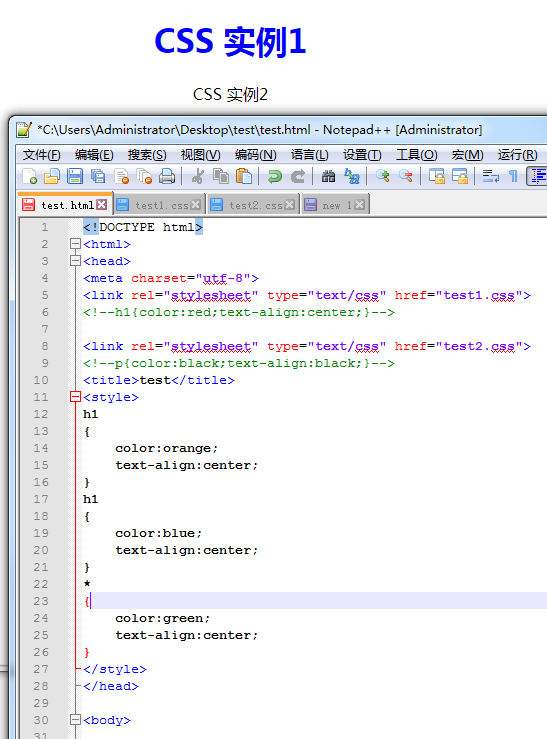 CSS 实例1
CSS 实例2
*C:\Users\Administrator\Desktop\test\test.html - Notepad++ [Administrator]
文件(F) 编辑(E) 搜索(S) 视图(V) 编码(N) 语言(L) 设置(T) 工具(O) 宏(M) 运行(R)
test.html test1.css test2.css new 1
1 <!DOCTYPE html>
2 <html>
3 <head>
4 <meta charset="utf-8">
5 <link rel="stylesheet" type="text/css" href="test1.css">
6 <!--h1{color:red;text-align:center;}-->
7
8 <link rel="stylesheet" type="text/css" href="test2.css">
9 <!--p{color:black;text-align:black;}-->
10 <title>test</title>
11 <style>
12 h1
13 {
14 color:orange;
15 text-align:center;
16 }
17 h1
18 {
19 color:blue;
20 text-align:center;
21 }
22 *
23 {
24 color:green;
25 text-align:center;
26 }
27 </style>
28 </head>
29
30 <body>
31